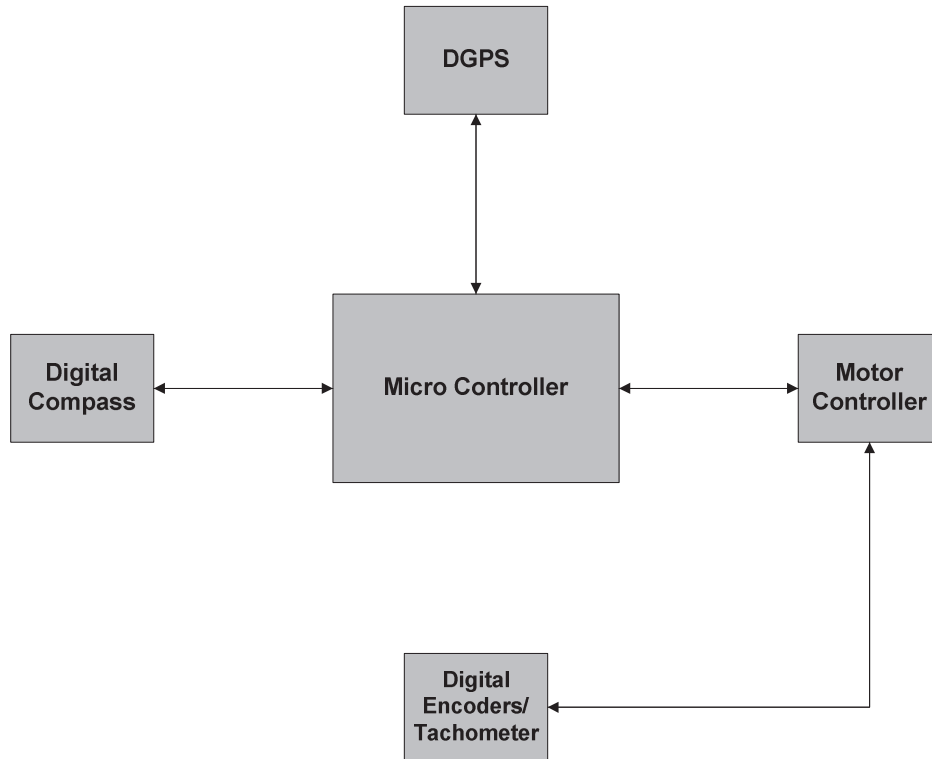 DGPS
Digital
Compass
Micro Controller
Motor
Controller
Digital
Encoders/
Tachometer